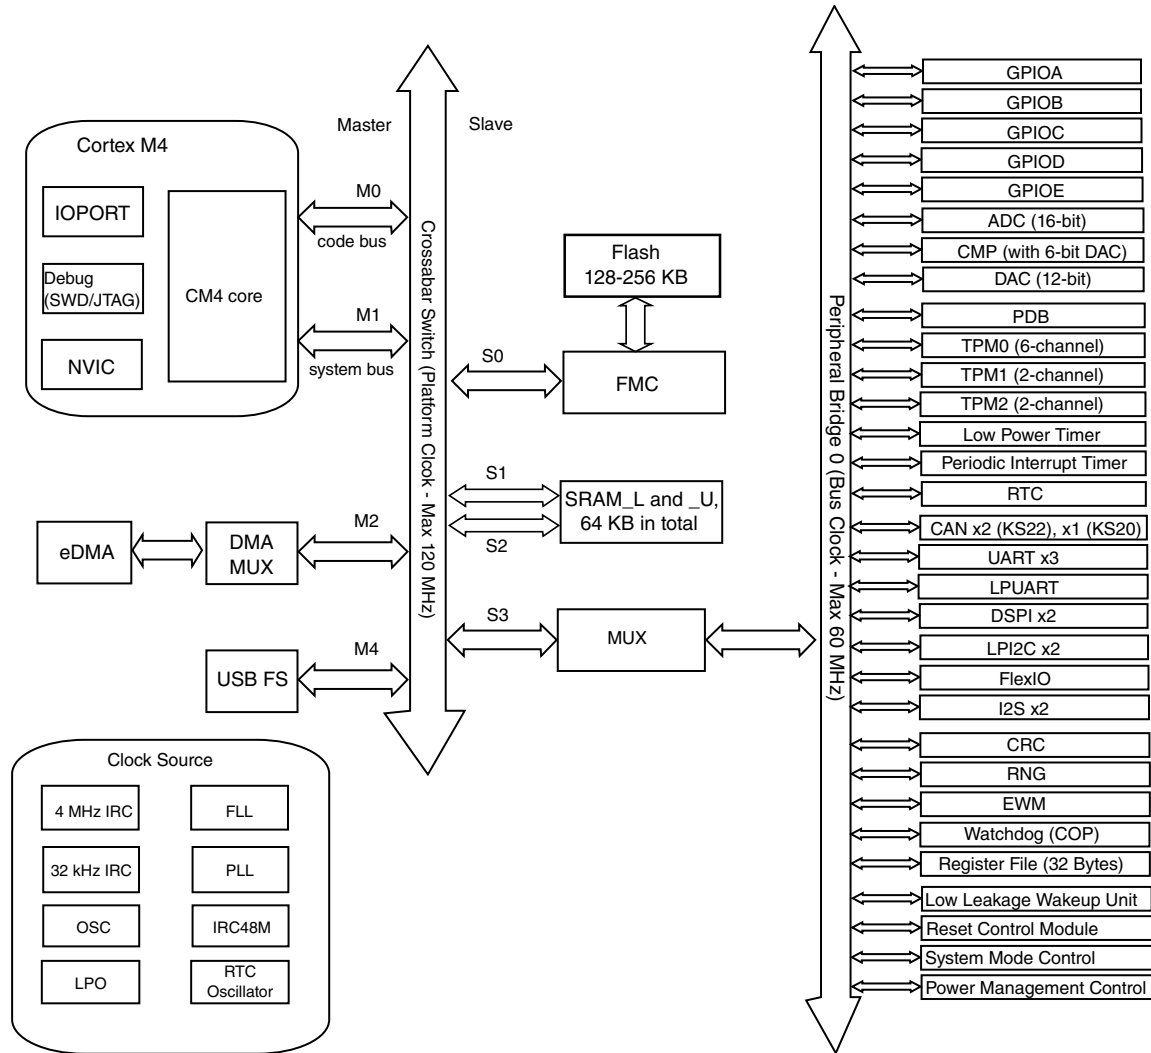 Cortex M4
IOPORT
Debug
(SWD/JTAG)
NVIC
CM4 core
Master
Slave
M0
code bus
M1
system bus
Crossabar Switch (Platform Clcok - Max 120 MHz)
Flash
128-256 KB
S0
FMC
S1
SRAM_L and _U,
64 KB in total
S2
eDMA
DMA
MUX
M2
S3
MUX
USB FS
M4
Clock Source
4 MHz IRC
FLL
32 kHz IRC
PLL
OSC
IRC48M
LPO
RTC
Oscillator
Peripheral Bridge 0 (Bus Clock - Max 60 MHz)
GPIOA
GPIOB
GPIOC
GPIOD
GPIOE
ADC (16-bit)
CMP (with 6-bit DAC)
DAC (12-bit)
PDB
TPM0 (6-channel)
TPM1 (2-channel)
TPM2 (2-channel)
Low Power Timer
Periodic Interrupt Timer
RTC
CAN x2 (KS22), x1 (KS20)
UART x3
LPUART
DSPI x2
LPI2C x2
FlexIO
I2S x2
CRC
RNG
EWM
Watchdog (COP)
Register File (32 Bytes)
Low Leakage Wakeup Unit
Reset Control Module
System Mode Control
Power Management Control